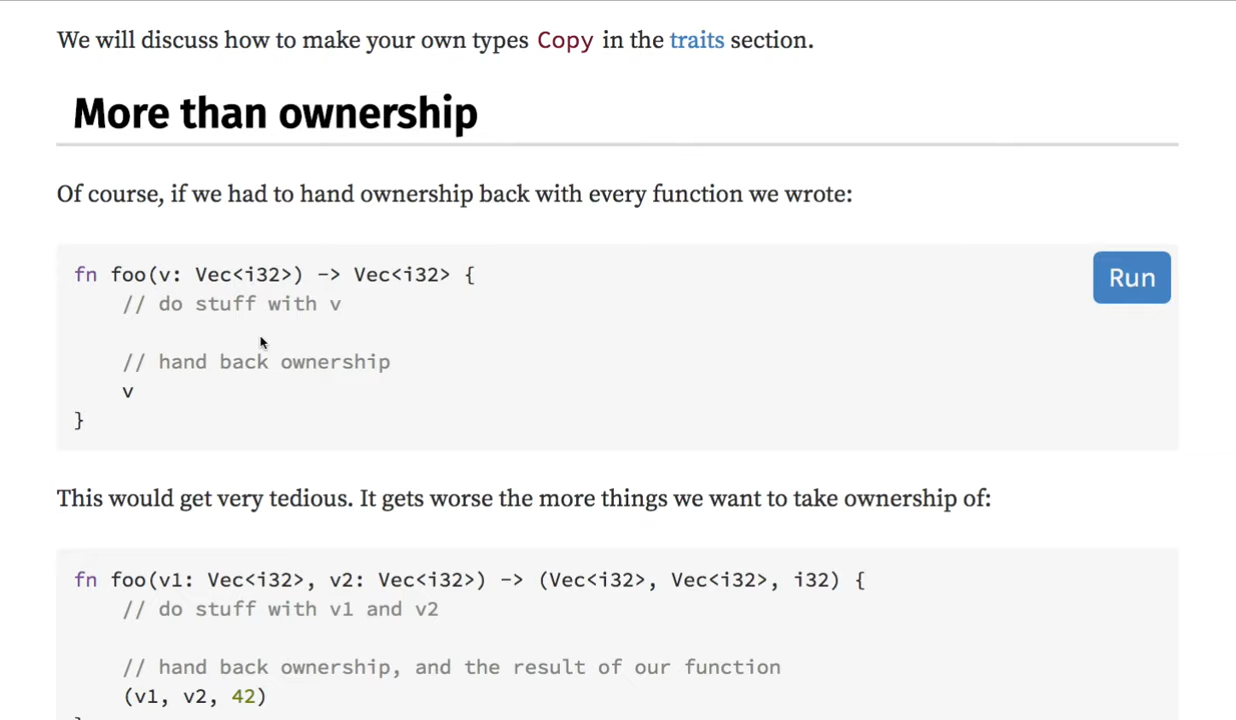 We will discuss how to make your own types Copy in the traits section.
More than ownership
Of course, if we had to hand ownership back with every function we wrote:
fn foo(v: Vec<i32>) -> Vec<i32> {
Run
    // do stuff with v
    // hand back ownership
    v
}
This would get very tedious. It gets worse the more things we want to take ownership of:
fn foo(v1: Vec<i32>, v2: Vec<i32>) -> (Vec<i32>, Vec<i32>, i32) {
    // do stuff with v1 and v2
    // hand back ownership, and the result of our function
    (v1, v2, 42)
}